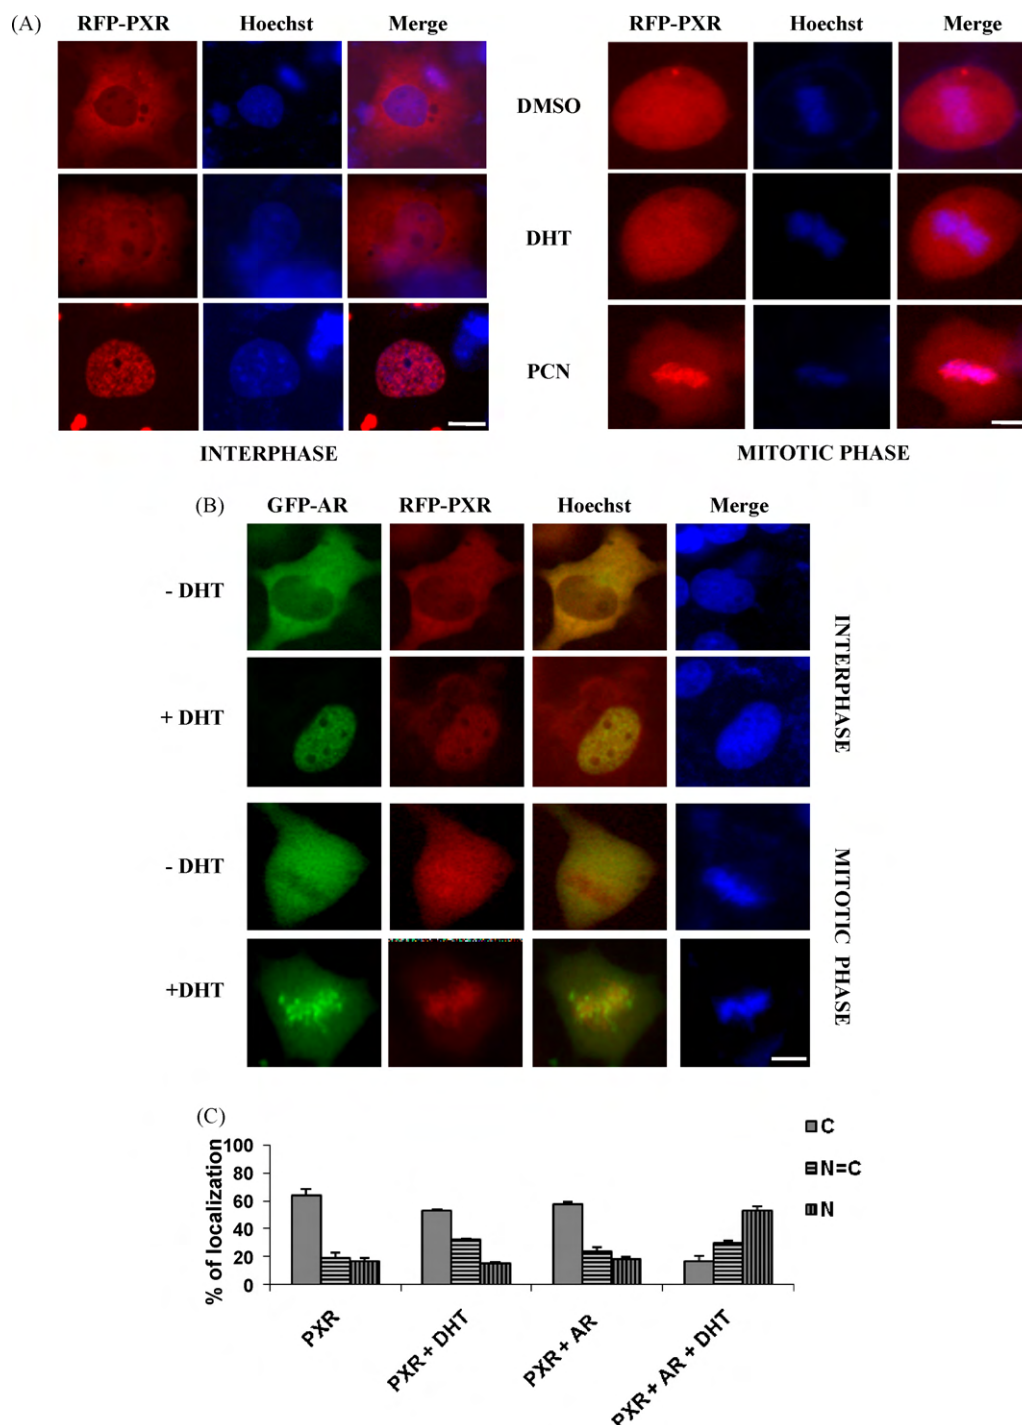 (A) RFP-PXR Hoechst Merge RFP-PXR Hoechst Merge
DMSO
DHT
PCN
INTERPHASE MITOTIC PHASE
(B) GFP-AR RFP-PXR Hoechst Merge
- DHT
+ DHT
INTERPHASE
- DHT
+DHT
MITOTIC PHASE
(C)
% of localization
100
80
60
40
20
0
C
N=C
N
PXR
PXR + DHT
PXR + AR
PXR + AR + DHT